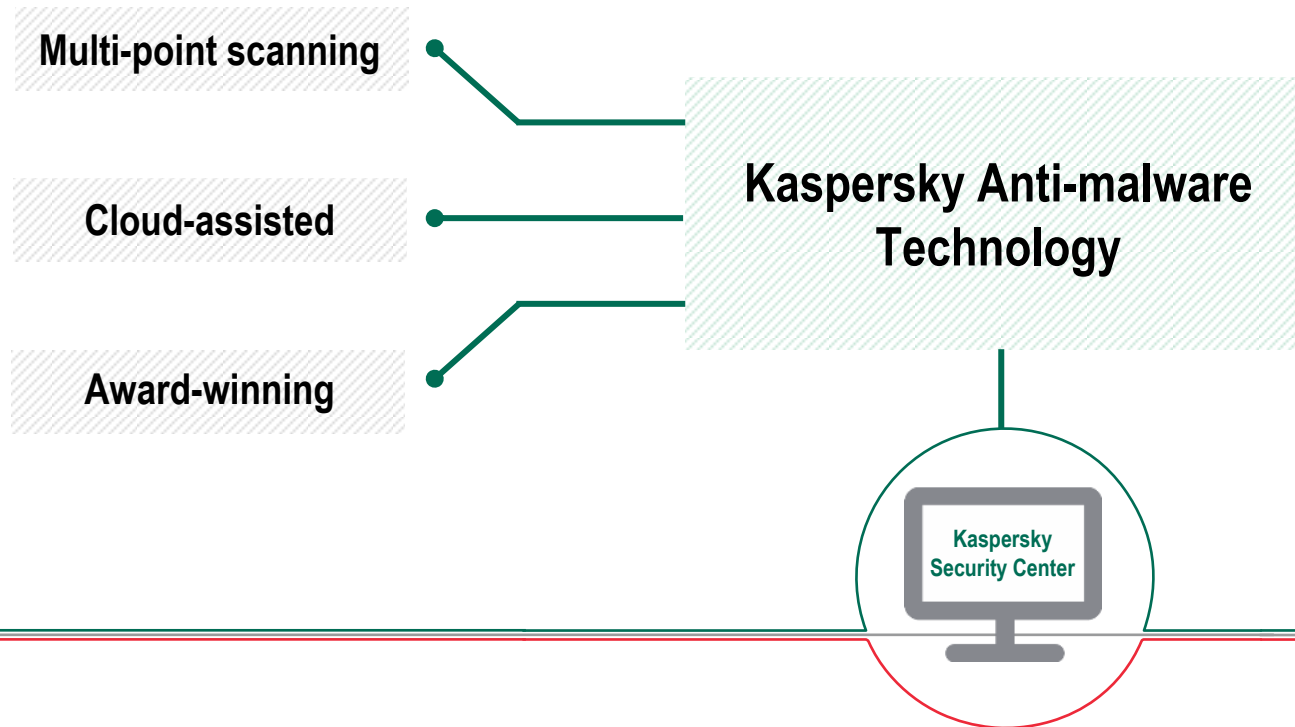 Multi-point scanning
Cloud-assisted
Award-winning
Kaspersky Anti-malware
Technology
Kaspersky
Security Center